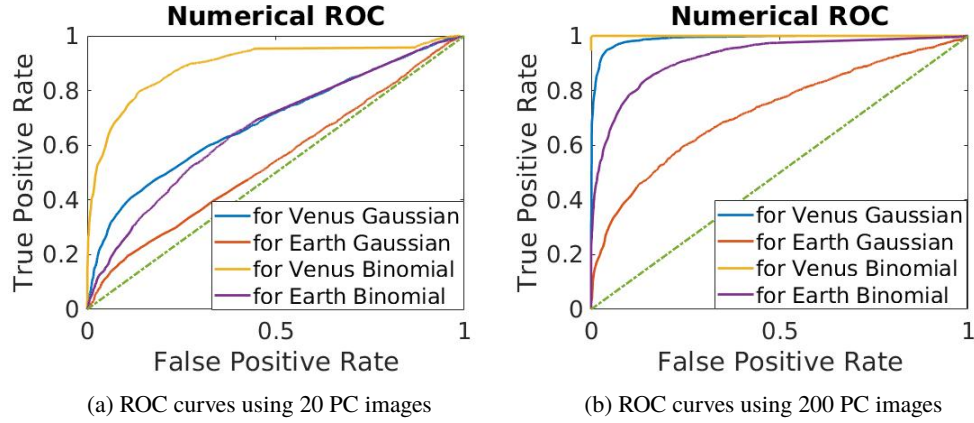 Numerical ROC
True Positive Rate
1
0.8
0.6
0.4
0.2
0
for Venus Gaussian
for Earth Gaussian
for Venus Binomial
for Earth Binomial
0
0.5
1
False Positive Rate
(a) ROC curves using 20 PC images
Numerical ROC
True Positive Rate
1
0.8
0.6
0.4
0.2
0
for Venus Gaussian
for Earth Gaussian
for Venus Binomial
for Earth Binomial
0
0.5
1
False Positive Rate
(b) ROC curves using 200 PC images